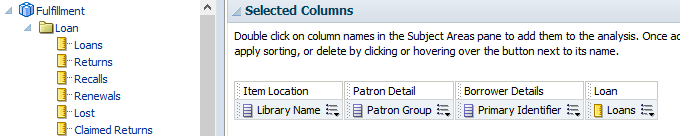 Fulfillment
Loan
Loans
Returns
Recalls
Renewals
Lost
Claimed Returns
Selected Columns
Double click on column names in the Subject Areas pane to add them to the analysis. Once ad
apply sorting, or delete by clicking or hovering over the button next to its name.
Item Location Patron Detail Borrower Details Loan
Library Name Patron Group Primary Identifier Loans